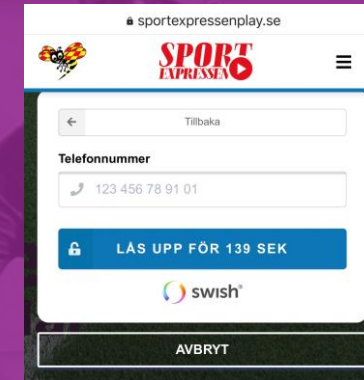 sportexpressenplay.se
SPORT
EXPRESSEN
Tillbaka
Telefonnummer
123 456 78 91 01
LÅS UPP FÖR 139 SEK
swish®
AVBRYT